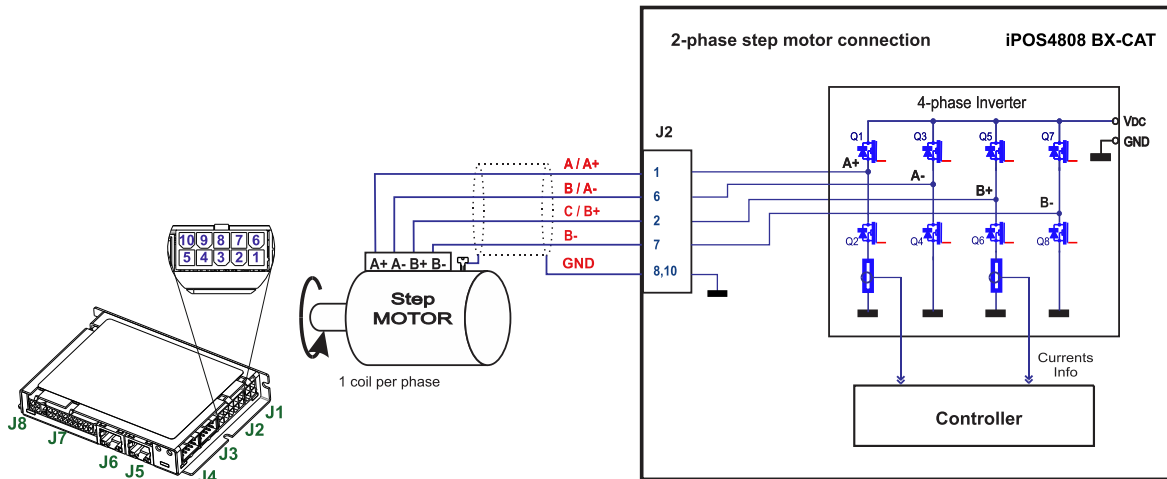 2-phase step motor connection
iPOS4808 BX-CAT
4-phase Inverter
J2
Q1
Q3
Q5
Q7
VDC
GND
A / A+
1
A+
B / A-
6
A-
C / B+
2
B+
B-
7
B-
Q2
Q4
Q6
Q8
GND
8,10
10 9 8 7 6
5 4 3 2 1
A+ A- B+ B-
Step
MOTOR
1 coil per phase
Currents
Info
Controller
J8
J7
J6
J5
J4
J3
J2
J1